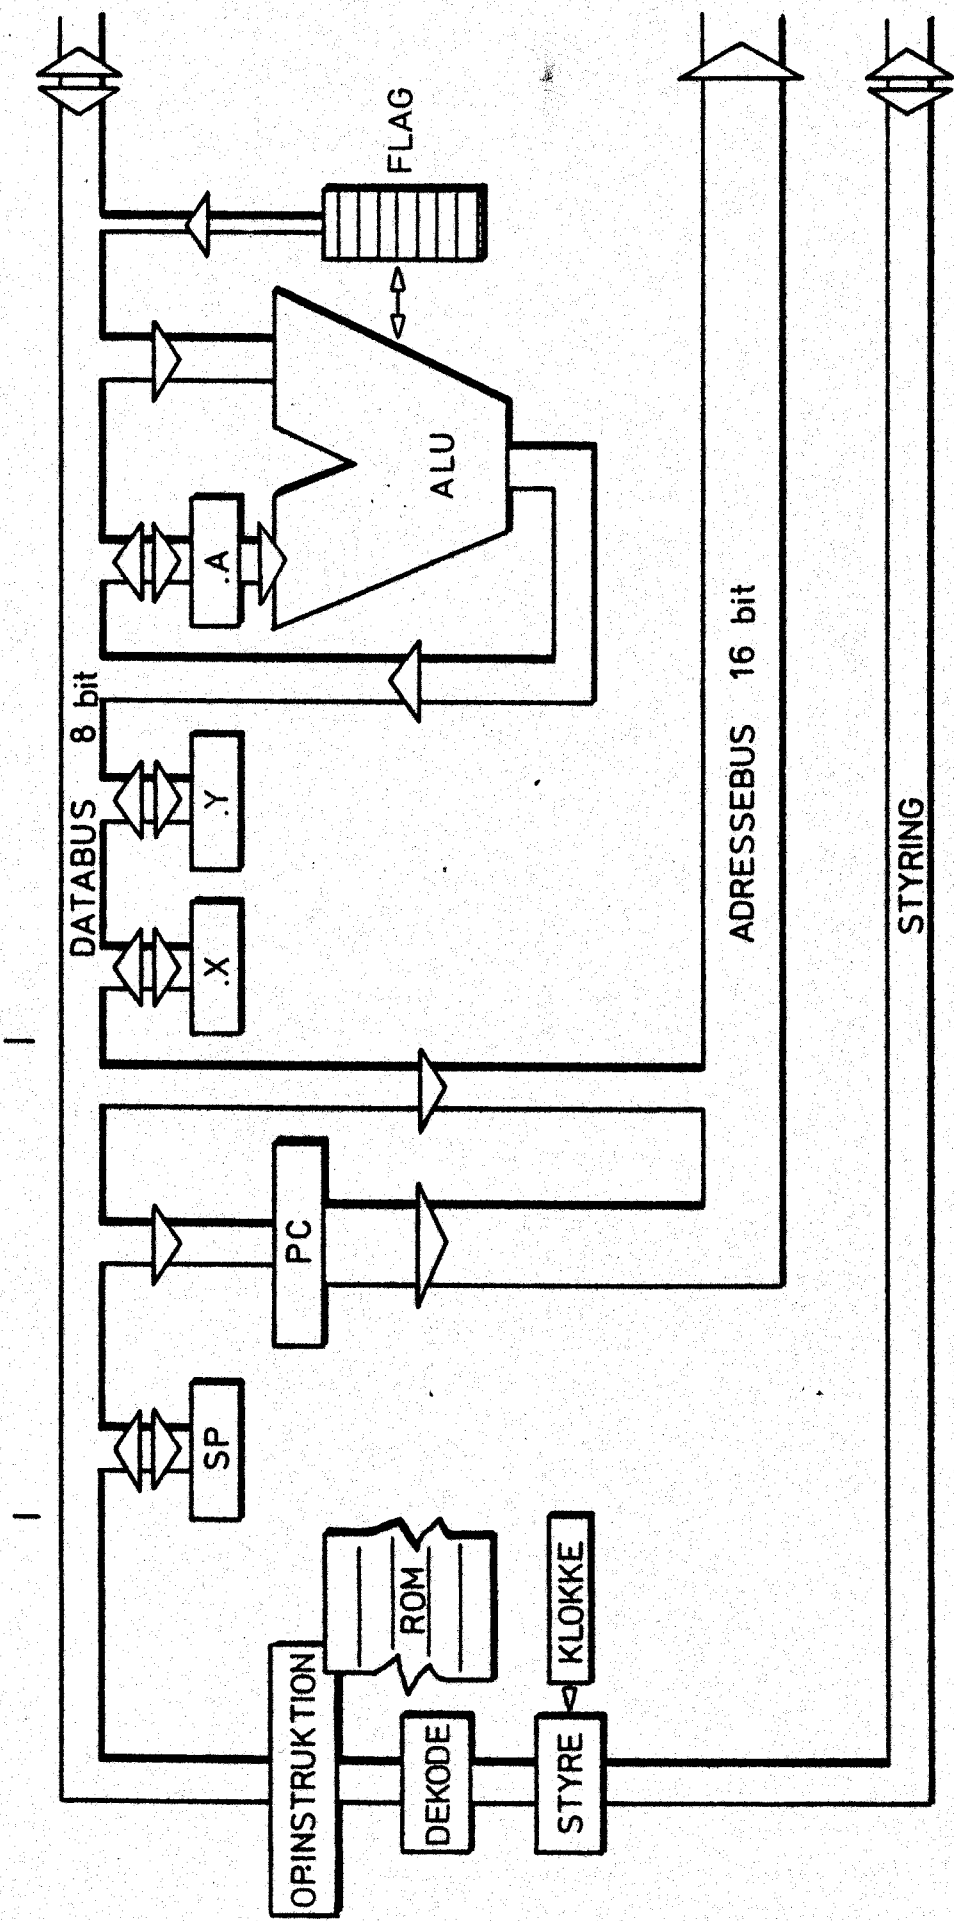 DATABUS 8 bit
SP
.X
.Y
.A
OP.INSTRUKTION
PC
ROM
FLAG
DEKODE
ALU
STYRE
KLOKKE
ADRESSEBUS 16 bit
STYRING